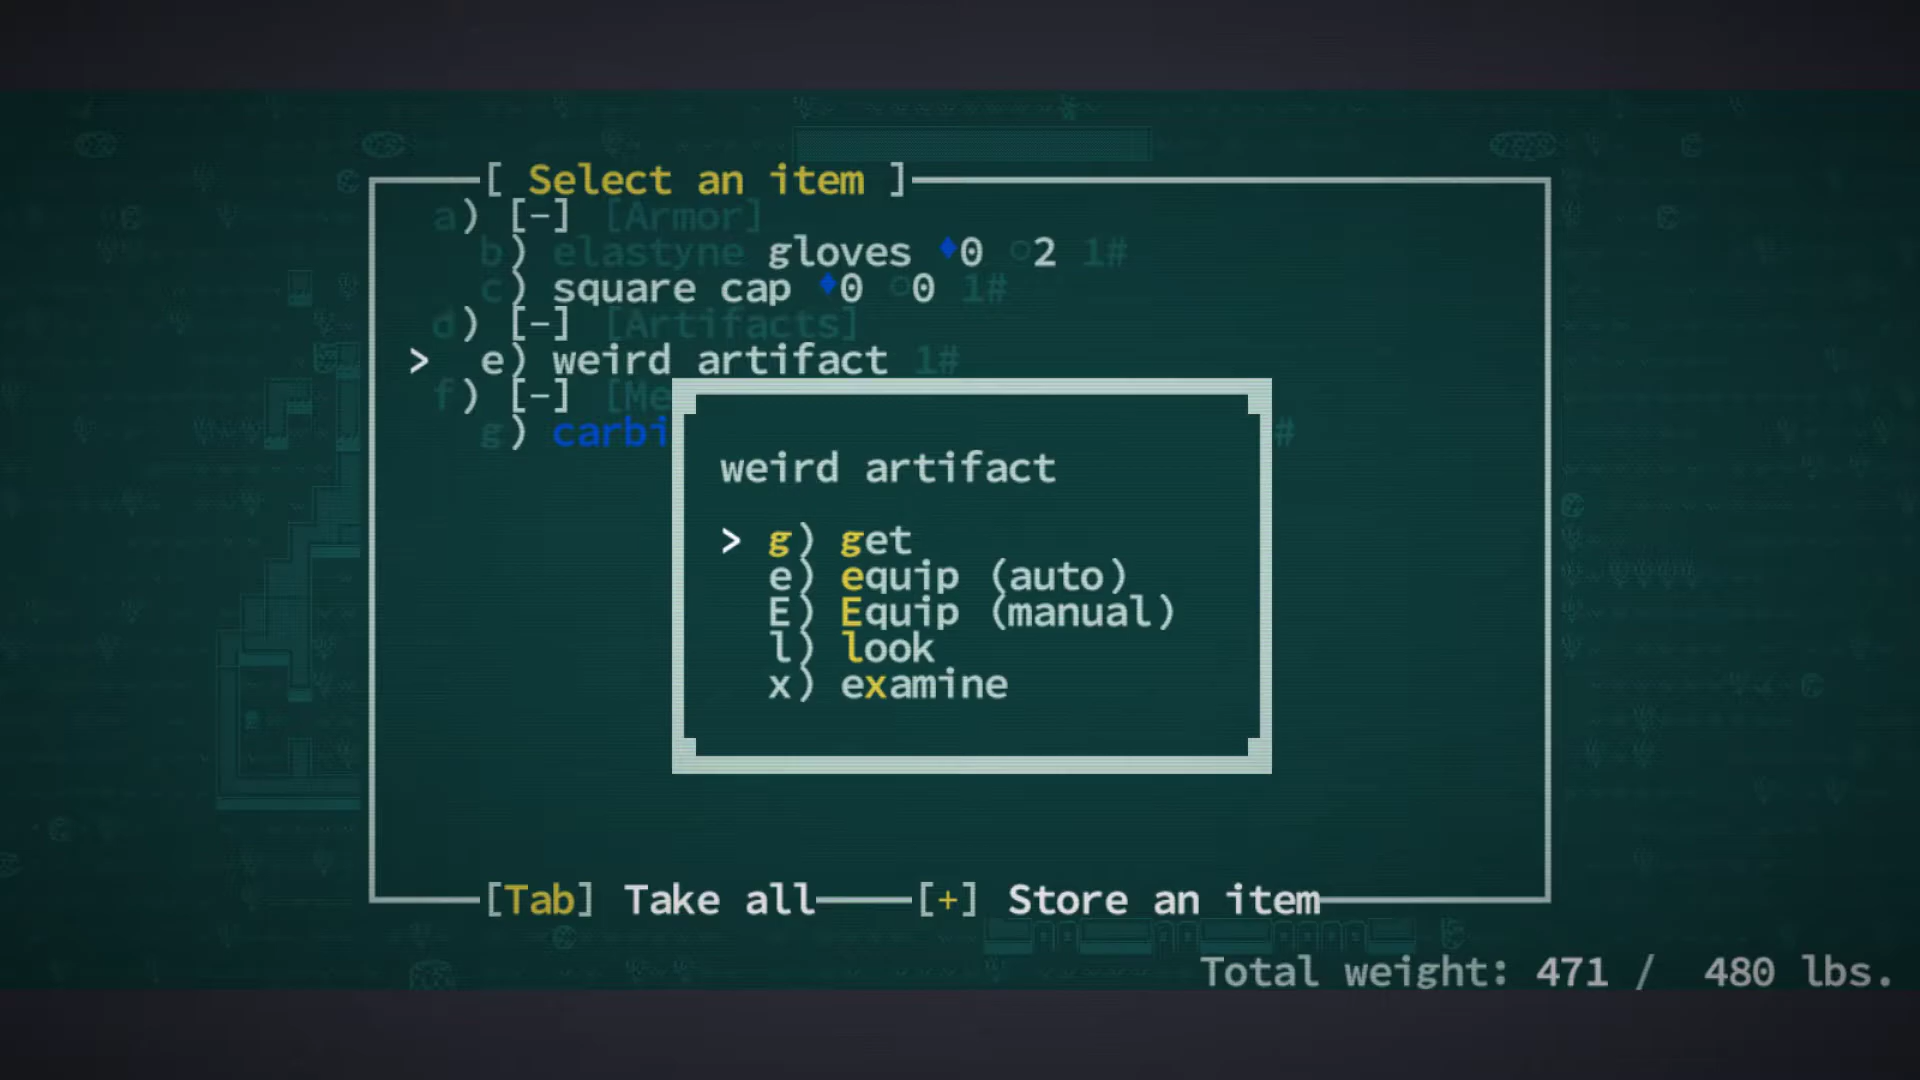 [ Select an item ]
a) [-] [Armor]
b) elastyne gloves ♦0 ○2 1#
c) square cap ♦0 ○0 1#
d) [-] [Artifacts]
> e) weird artifact 1#
f) [-] [Me
g) carbi #
weird artifact
> g) get
e) equip (auto)
E) Equip (manual)
l) look
x) examine
[Tab] Take all [+] Store an item
Total weight: 471 / 480 lbs.